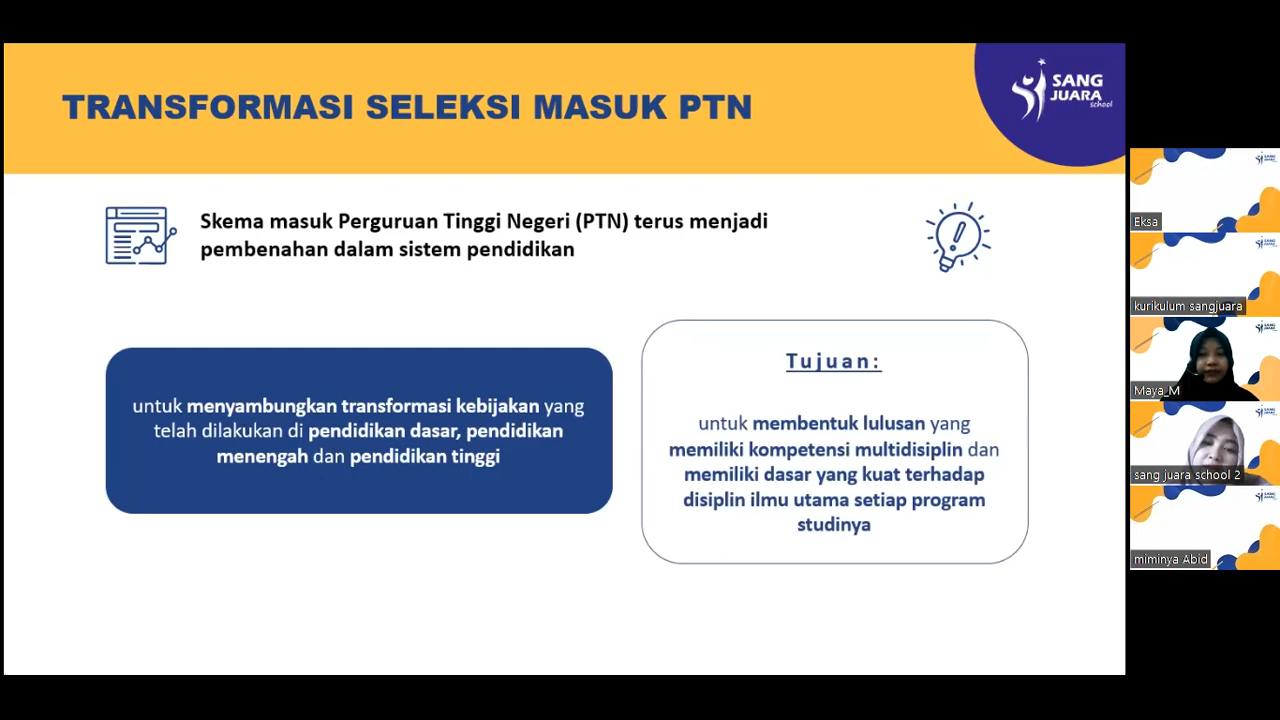 TRANSFORMASI SELEKSI MASUK PTN
SANG
JUARA
school
Skema masuk Perguruan Tinggi Negeri (PTN) terus menjadi
pembenahan dalam sistem pendidikan
untuk menyambungkan transformasi kebijakan yang
telah dilakukan di pendidikan dasar, pendidikan
menengah dan pendidikan tinggi
Tujuan:
untuk membentuk lulusan yang
memiliki kompetensi multidisiplin dan
memiliki dasar yang kuat terhadap
disiplin ilmu utama setiap program
studinya
Eksa
kurikulum sangjuara
Maya_M
sang juara school 2
miminya Abid